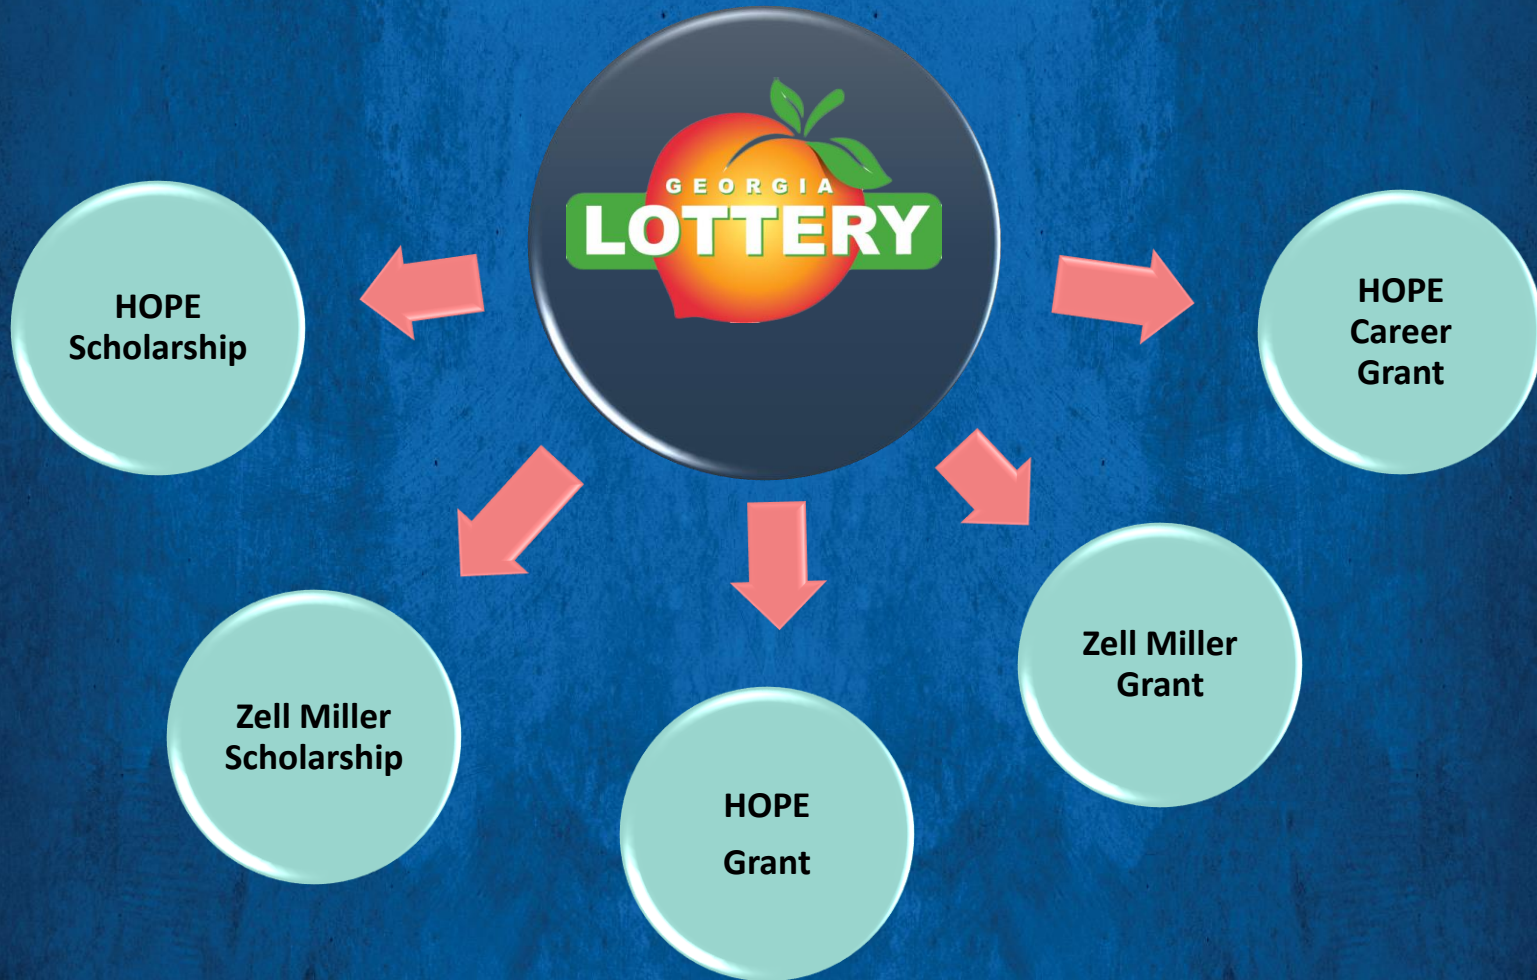 GEORGIA
LOTTERY
HOPE
Scholarship
HOPE
Career
Grant
Zell Miller
Scholarship
HOPE
Grant
Zell Miller
Grant